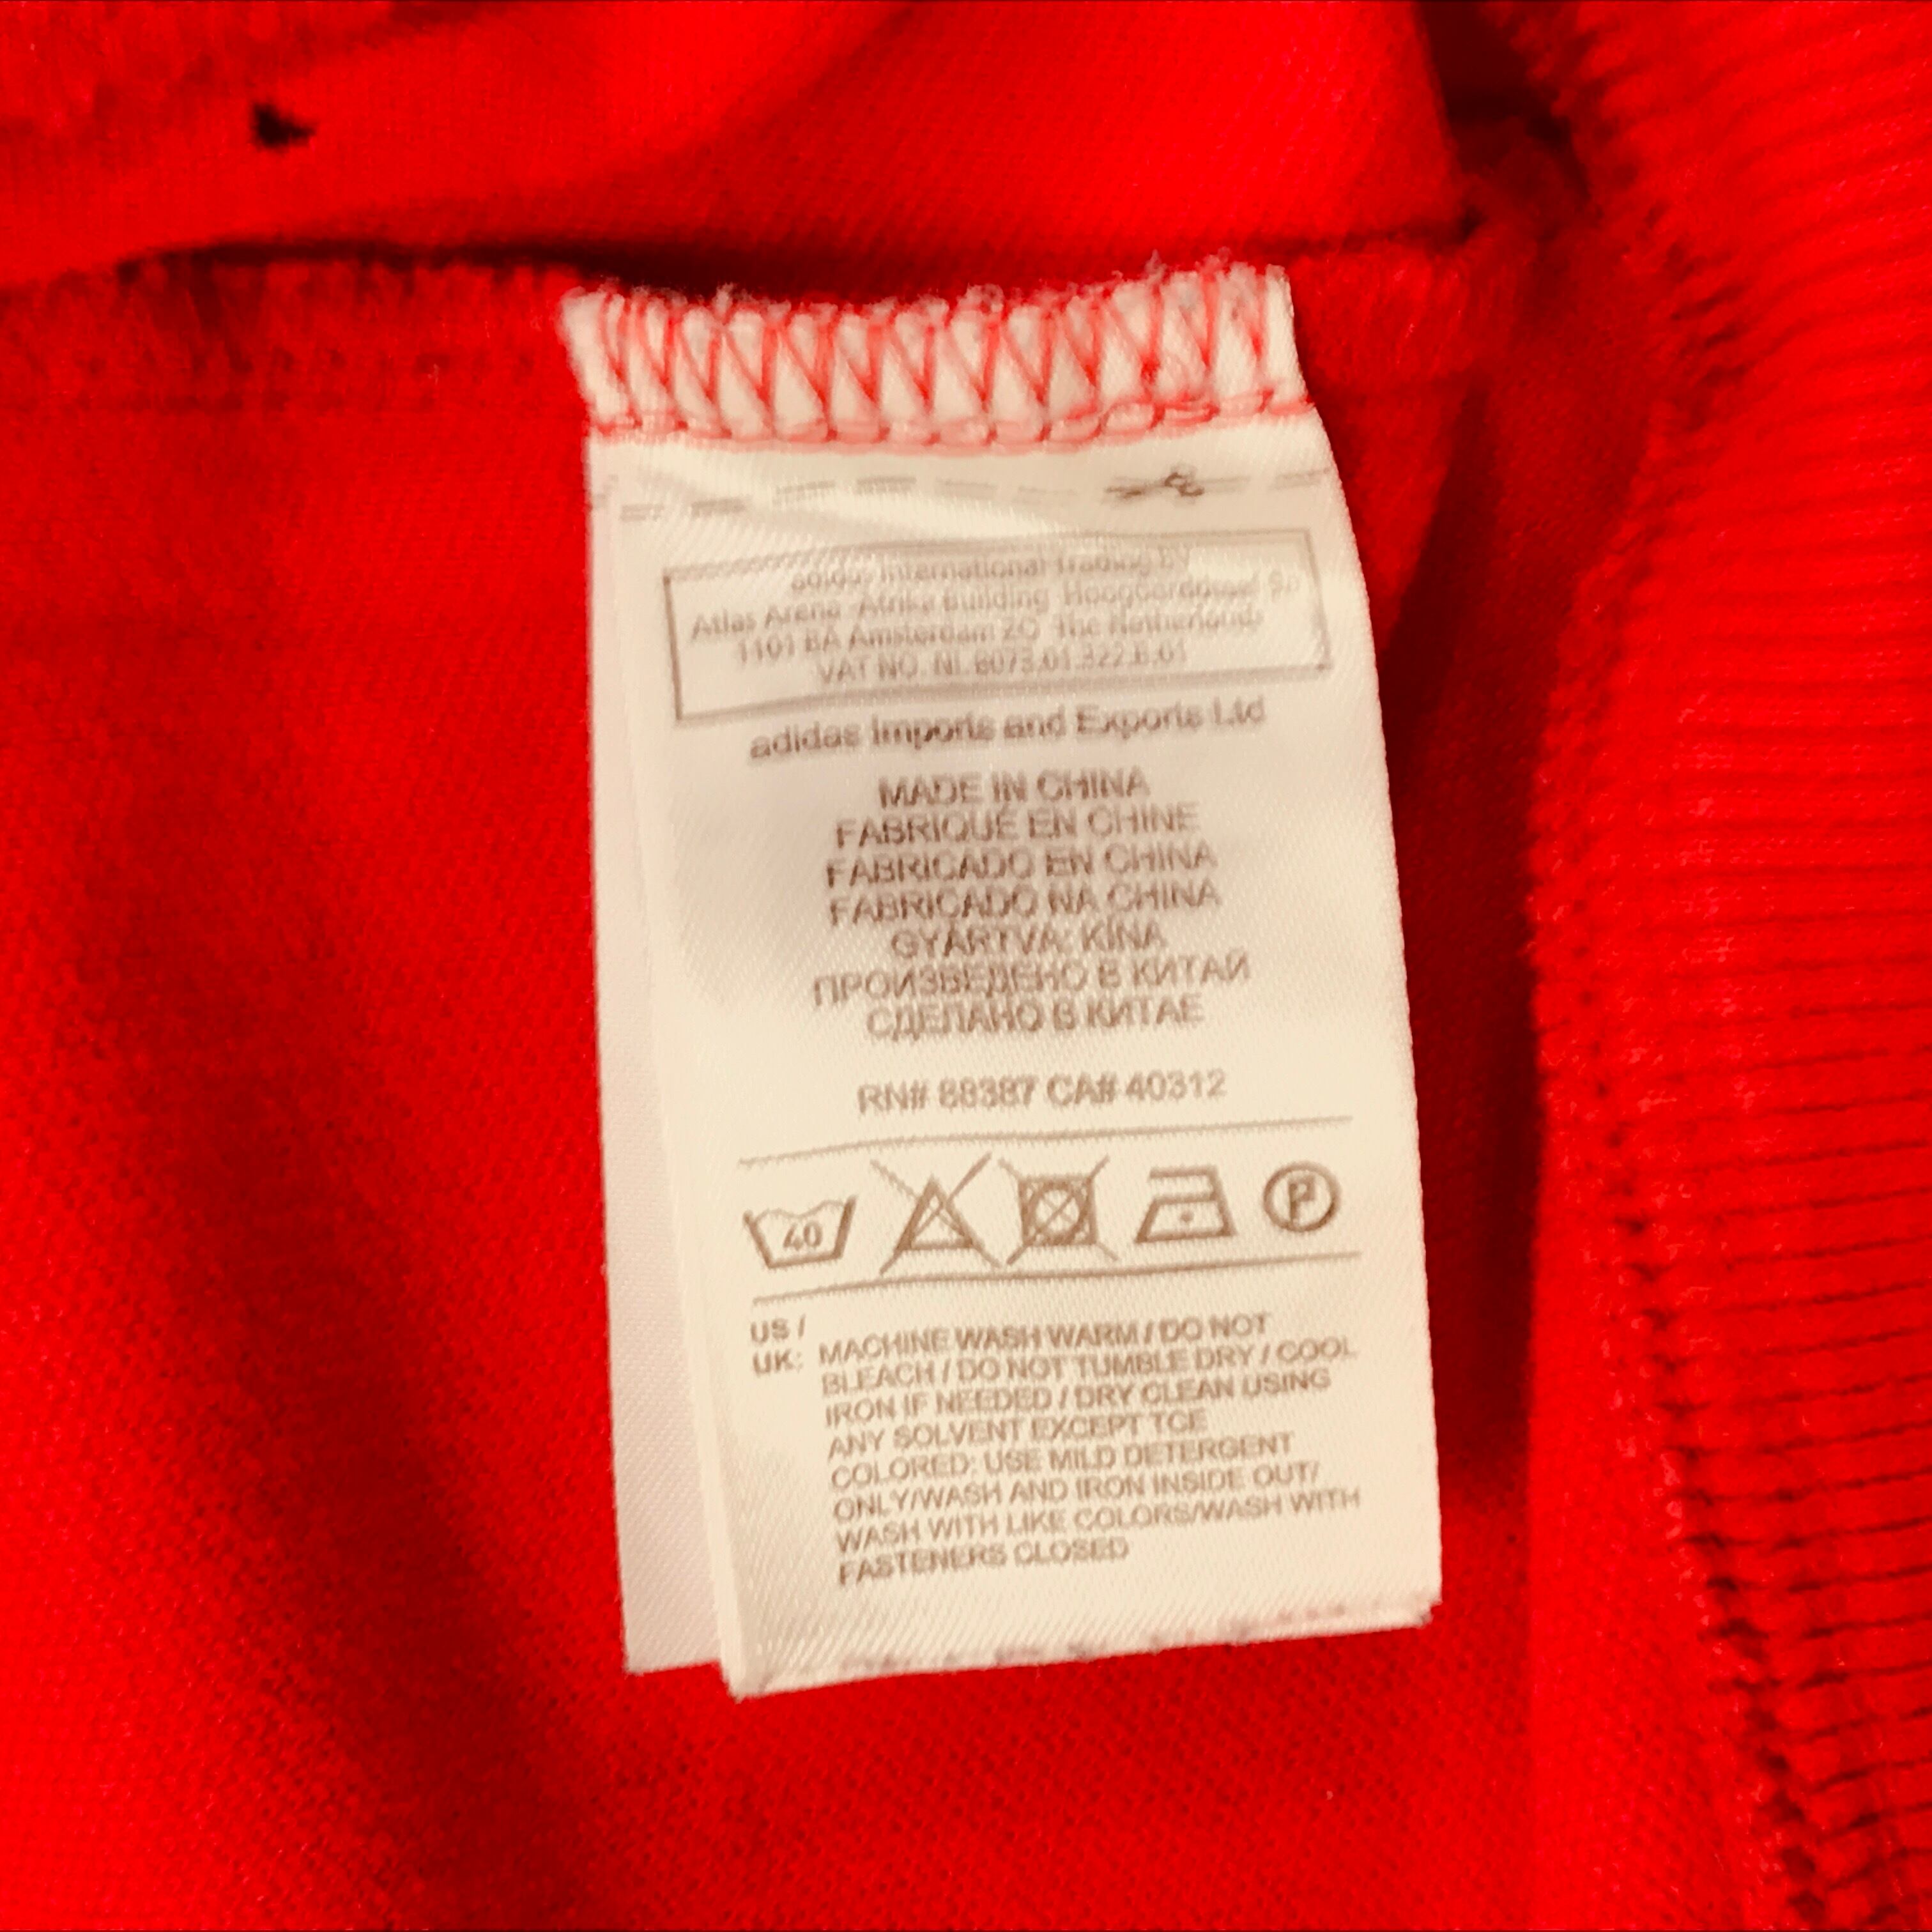 adidas International Trading BV
Atlas Arena -Afrika Building Hoogoorddreef 9a
1101 BA Amsterdam ZO The Netherlands
VAT NO. NL 8073.01.322.B.01
adidas Imports and Exports Ltd
MADE IN CHINA
FABRIQUÉ EN CHINE
FABRICADO EN CHINA
FABRICADO NA CHINA
GYÁRTVA: KÍNA
ПРОИЗВЕДЕНО В КИТАЙ
СДЕЛАНО В КИТАЕ
RN# 88387 CA# 40312
40 P
US /
UK: MACHINE WASH WARM / DO NOT
BLEACH / DO NOT TUMBLE DRY / COOL
IRON IF NEEDED / DRY CLEAN USING
ANY SOLVENT EXCEPT TCE
COLORED: USE MILD DETERGENT
ONLY/WASH AND IRON INSIDE OUT/
WASH WITH LIKE COLORS/WASH WITH
FASTENERS CLOSED